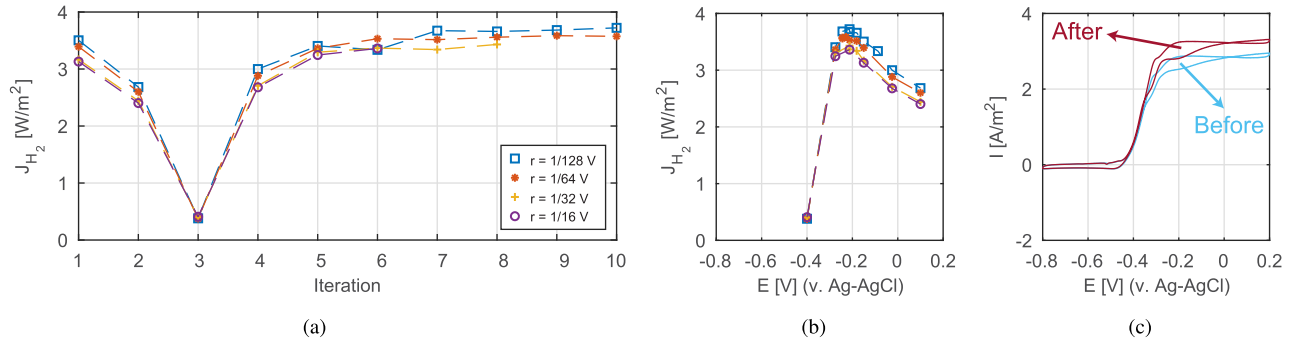 4
3
2
1
0
J_H2 [W/m²]
r = 1/128 V
r = 1/64 V
r = 1/32 V
r = 1/16 V
1 2 3 4 5 6 7 8 9 10
Iteration
(a)
4
3
2
1
0
J_H2 [W/m²]
-0.8 -0.6 -0.4 -0.2 0 0.2
E [V] (v. Ag-AgCl)
(b)
4
2
0
-2
I [A/m²]
After
Before
-0.8 -0.6 -0.4 -0.2 0 0.2
E [V] (v. Ag-AgCl)
(c)